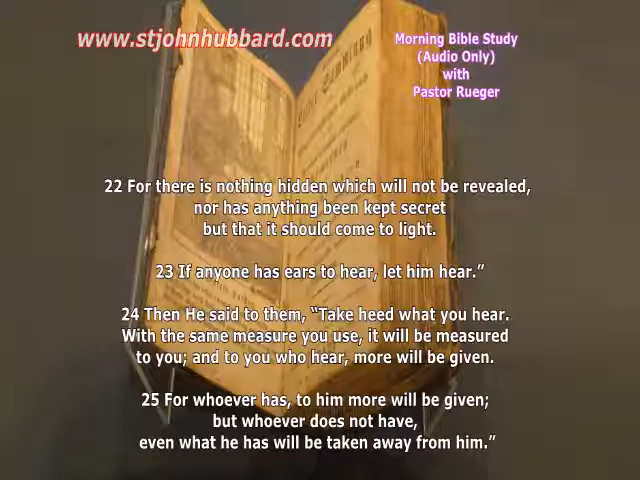 www.stjohnhubbard.com
Morning Bible Study
(Audio Only)
with
Pastor Rueger
22 For there is nothing hidden which will not be revealed,
nor has anything been kept secret
but that it should come to light.
23 If anyone has ears to hear, let him hear.”
24 Then He said to them, “Take heed what you hear.
With the same measure you use, it will be measured
to you; and to you who hear, more will be given.
25 For whoever has, to him more will be given;
but whoever does not have,
even what he has will be taken away from him.”